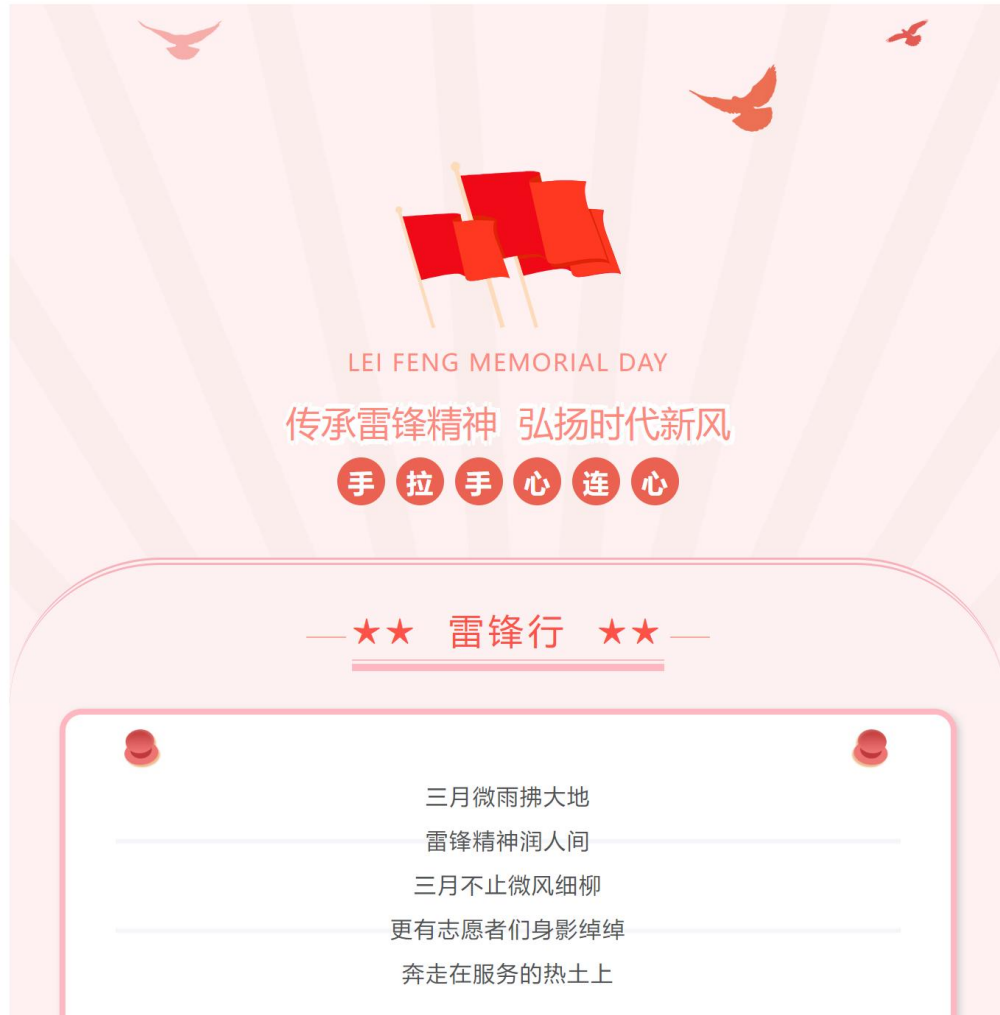 LEI FENG MEMORIAL DAY
传承雷锋精神 弘扬时代新风
手拉手心连心
★★ 雷锋行 ★★
三月微雨拂大地
雷锋精神润人间
三月不止微风细柳
更有志愿者们身影绰绰
奔走在服务的热土上